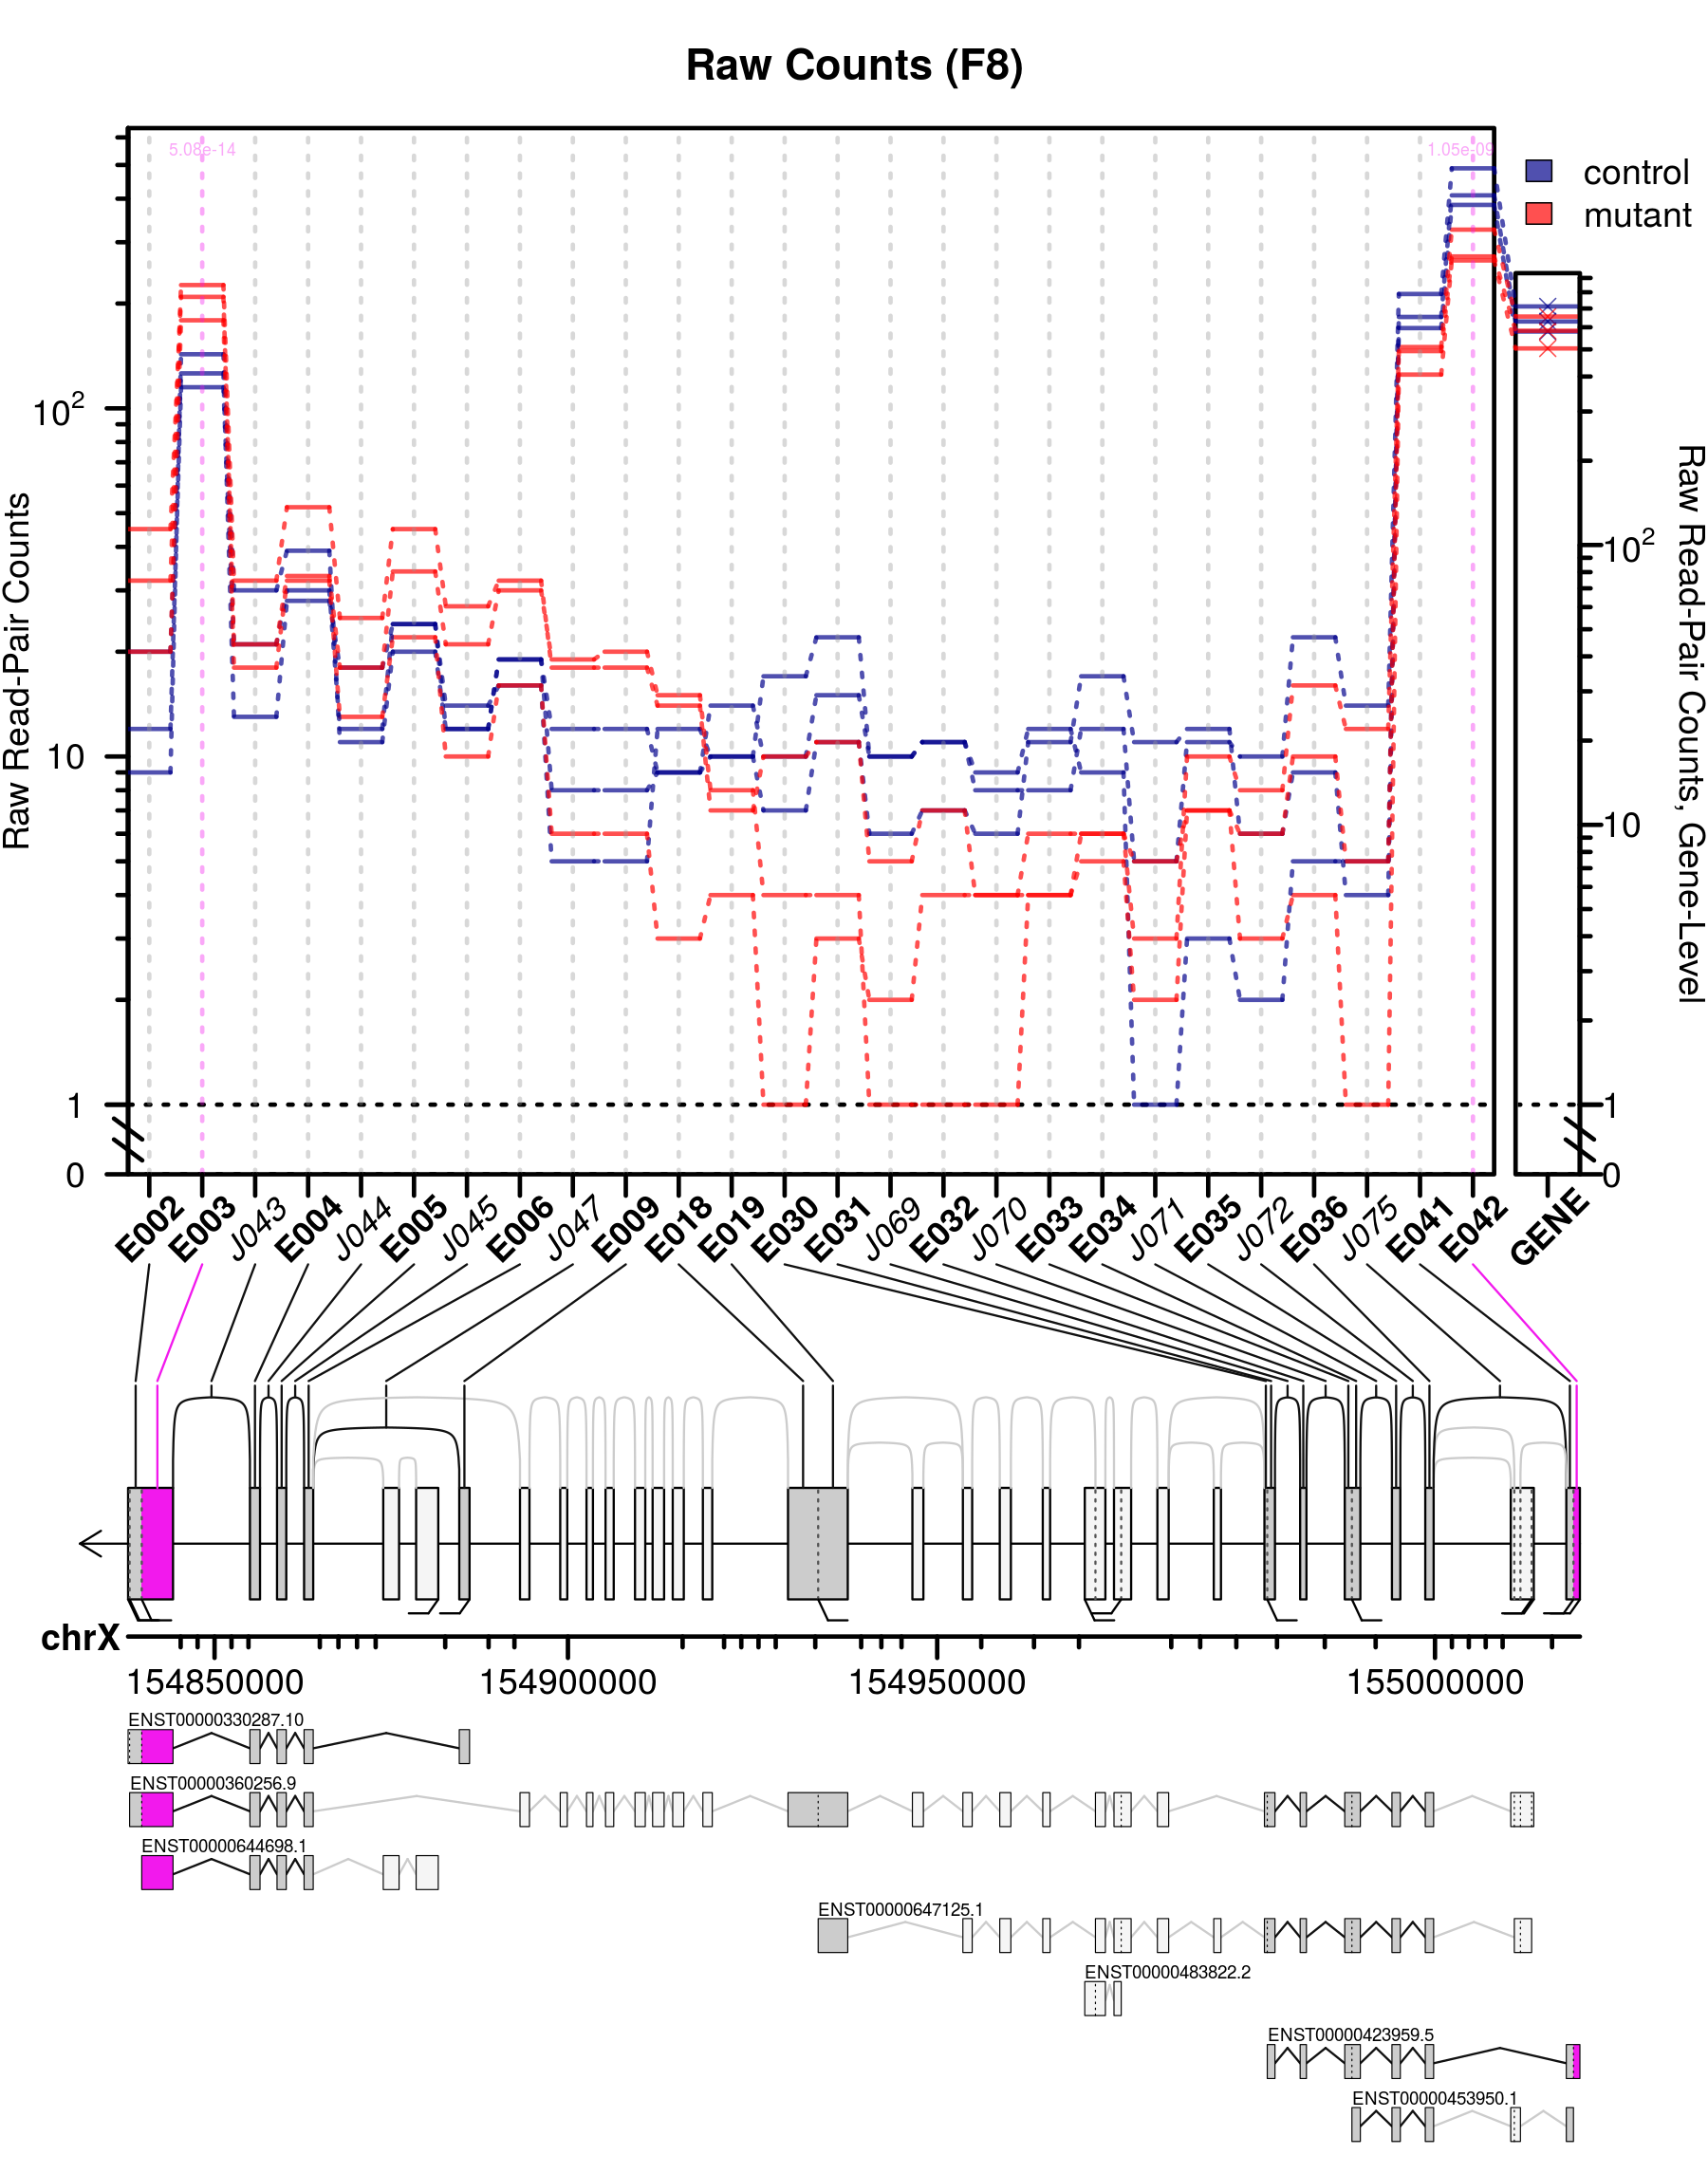 Raw Counts (F8)
5.08e-14
1.05e-09
control
mutant
Raw Read-Pair Counts
10²
10
1
0
Raw Read-Pair Counts, Gene-Level
10²
10
1
0
E002 E003 J043 E004 J044 E005 J045 E006 J047 E009 E018 E019 E030 E031 J069 E032 J070 E033 E034 J071 E035 J072 E036 J075 E041 E042 GENE
chrX
154850000 154900000 154950000 155000000
ENST00000330287.10
ENST00000360256.9
ENST00000644698.1
ENST00000647125.1
ENST00000483822.2
ENST00000423959.5
ENST00000453950.1